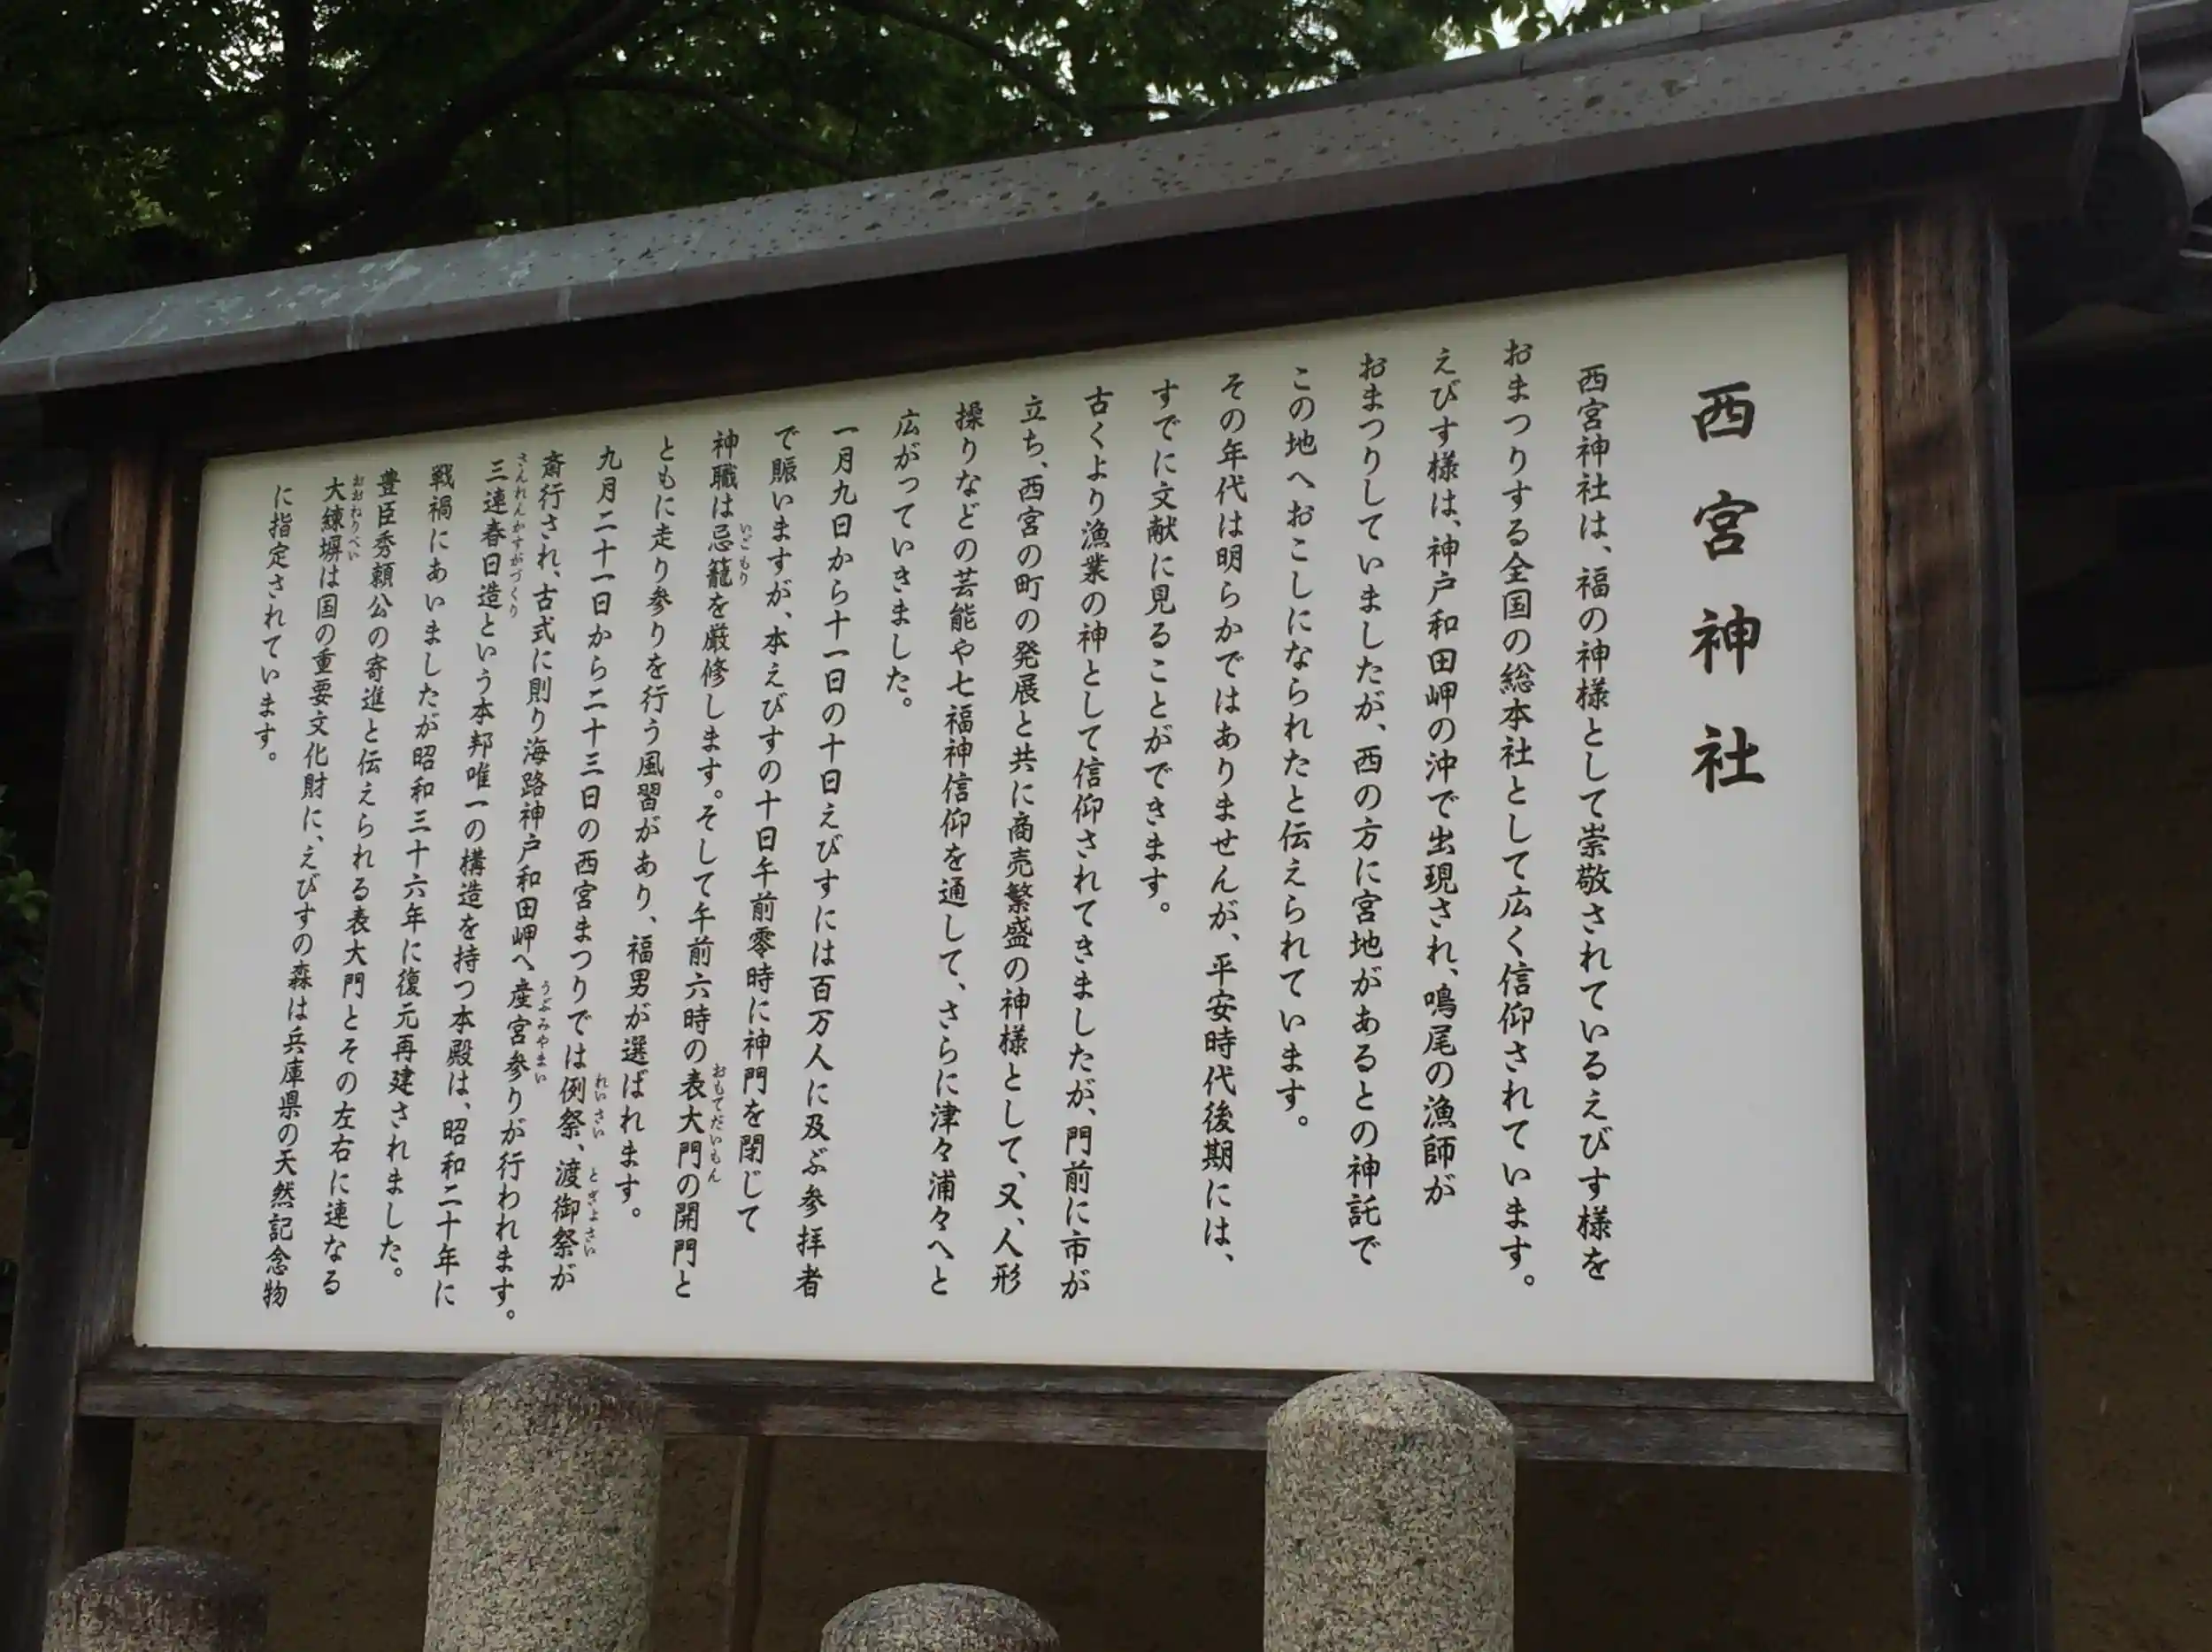 西宮神社
西宮神社は、福の神様として崇敬されているえびす様を
おまつりする全国の総本社として広く信仰されています。
えびす様は、神戸和田岬の沖で出現され、鳴尾の漁師が
おまつりしていましたが、西の方に宮地があるとの神託で
この地へおこしになられたと伝えられています。
その年代は明らかではありませんが、平安時代後期には、
すでに文献に見ることができます。
古くより漁業の神として信仰されてきましたが、門前に市が
立ち、西宮の町の発展と共に商売繁盛の神様として、又、人形
操りなどの芸能や七福神信仰を通して、さらに津々浦々へと
広がっていきました。
一月九日から十一日の十日えびすには百万人に及ぶ参拝者
で賑いますが、本えびすの十日午前零時に神門を閉じて
神職は忌籠を厳修します。そして午前六時の表大門の開門と
いごもり おもてだいもん
ともに走り参りを行う風習があり、福男が選ばれます。
九月二十一日から二十三日の西宮まつりでは例祭、渡御祭が
れいさい とぎよさい
斎行され、古式に則り海路神戸和田岬へ産宮参りが行われます。
うぶみやまい
三連春日造という本邦唯一の構造を持つ本殿は、昭和二十年に
さんれんかすがづくり
戦禍にあいましたが昭和三十六年に復元再建されました。
豊臣秀頼公の寄進と伝えられる表大門とその左右に連なる
大練塀は国の重要文化財に、えびすの森は兵庫県の天然記念物
おおねりべい
に指定されています。